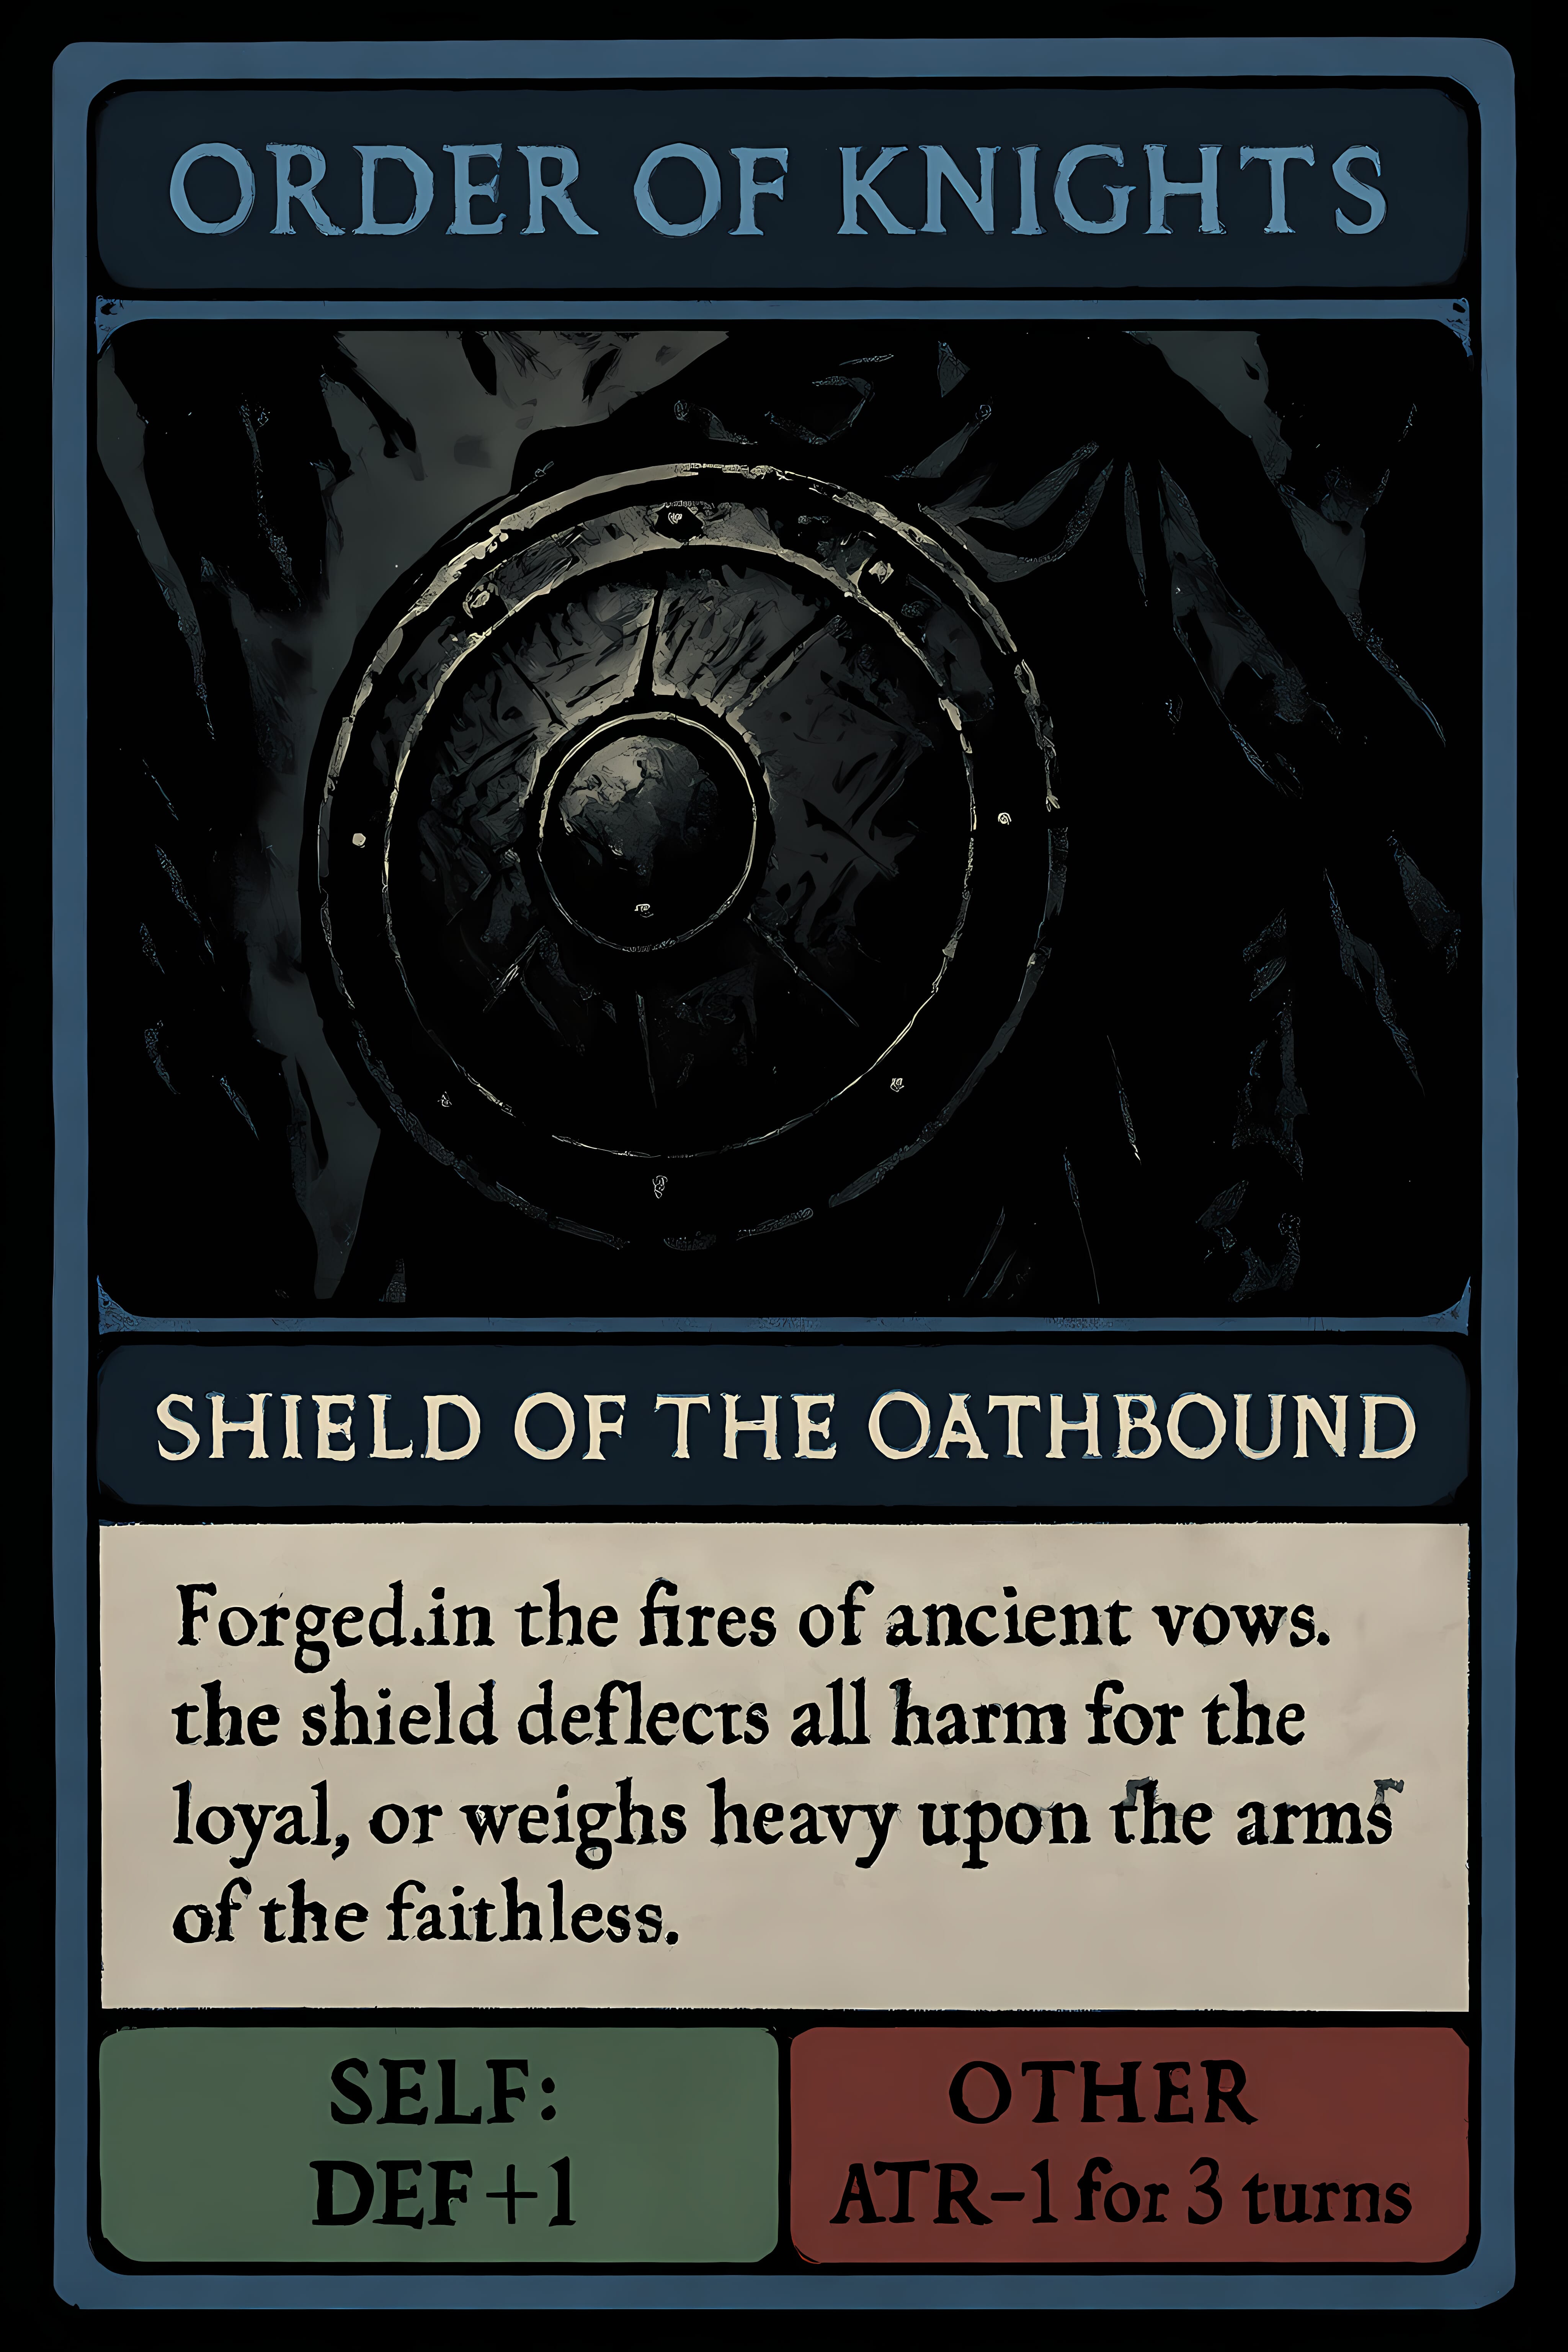 ORDER OF KNIGHTS
SHIELD OF THE OATHBOUND
Forged.in the fires of ancient vows.
the shield deflects all harm for the
loyal, or weighs heavy upon the arms
of the faithless.
SELF:
DEF+1
OTHER
ATR-1 for 3 turns